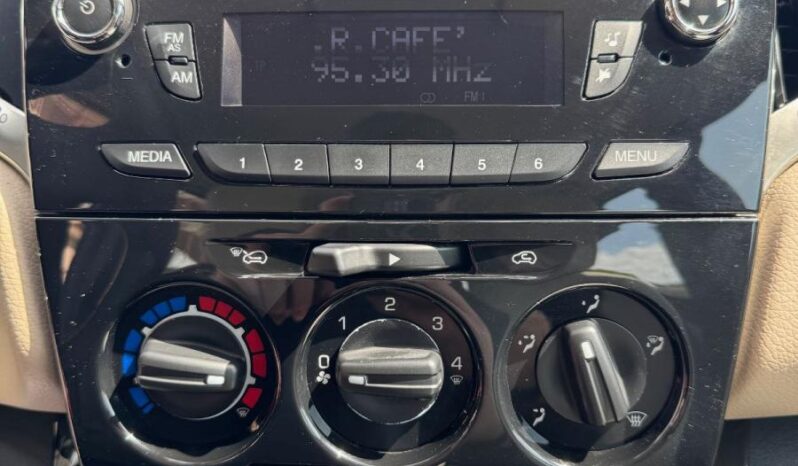 FM
AS
AM
.R.CAFE'
95.30 MHz
FM1
MEDIA
1 2 3 4 5 6
MENU
0 1 2 3 4